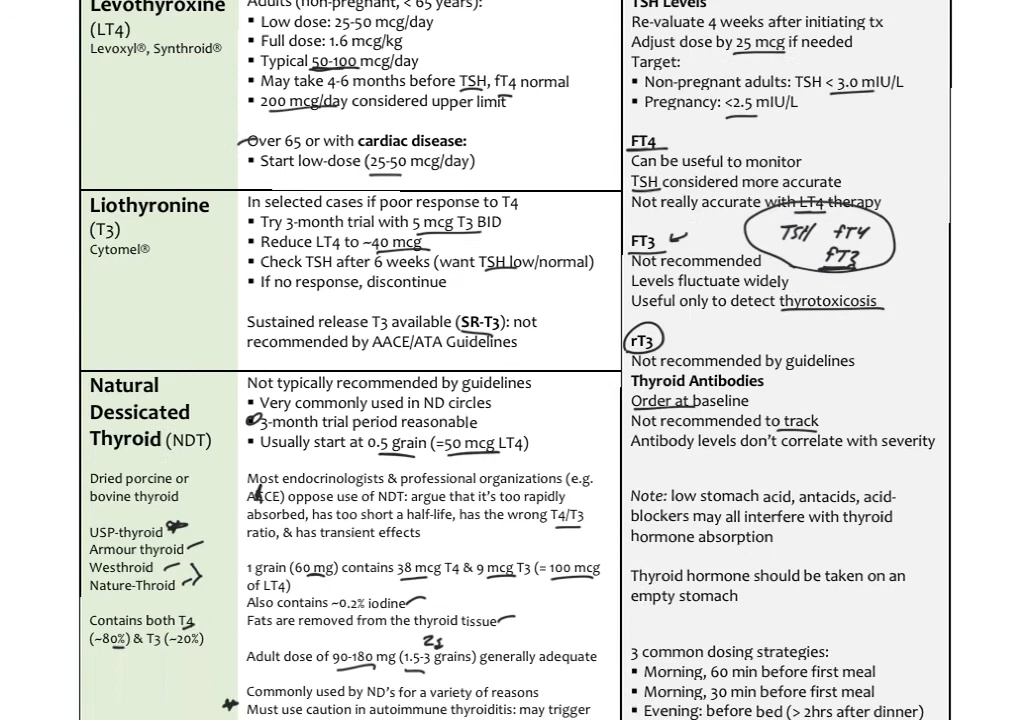 Levothyroxine
(LT4)
Levoxyl®, Synthroid®
Adults (non-pregnant, < 65 years):
▪ Low dose: 25-50 mcg/day
▪ Full dose: 1.6 mcg/kg
▪ Typical 50-100 mcg/day
▪ May take 4-6 months before TSH, fT4 normal
▪ 200 mcg/day considered upper limit
Over 65 or with cardiac disease:
▪ Start low-dose (25-50 mcg/day)
Liothyronine
(T3)
Cytomel®
In selected cases if poor response to T4
▪ Try 3-month trial with 5 mcg T3 BID
▪ Reduce LT4 to ~40 mcg
▪ Check TSH after 6 weeks (want TSH low/normal)
▪ If no response, discontinue
Sustained release T3 available (SR-T3): not
recommended by AACE/ATA Guidelines
Natural
Dessicated
Thyroid (NDT)
Dried porcine or
bovine thyroid
USP-thyroid
Armour thyroid
Westhroid
Nature-Throid
Contains both T4
(~80%) & T3 (~20%)
Not typically recommended by guidelines
▪ Very commonly used in ND circles
3-month trial period reasonable
▪ Usually start at 0.5 grain (=50 mcg LT4)
Most endocrinologists & professional organizations (e.g.
AACE) oppose use of NDT: argue that it's too rapidly
absorbed, has too short a half-life, has the wrong T4/T3
ratio, & has transient effects
1 grain (60 mg) contains 38 mcg T4 & 9 mcg T3 (= 100 mcg
of LT4)
Also contains ~0.2% iodine
Fats are removed from the thyroid tissue
Adult dose of 90-180 mg (1.5-3 grains) generally adequate
Commonly used by ND's for a variety of reasons
Must use caution in autoimmune thyroiditis: may trigger
TSH Levels
Re-valuate 4 weeks after initiating tx
Adjust dose by 25 mcg if needed
Target:
▪ Non-pregnant adults: TSH < 3.0 mIU/L
▪ Pregnancy: <2.5 mIU/L
FT4
Can be useful to monitor
TSH considered more accurate
Not really accurate with LT4 therapy
TSH fT4
fT3
FT3
Not recommended
Levels fluctuate widely
Useful only to detect thyrotoxicosis
rT3
Not recommended by guidelines
Thyroid Antibodies
Order at baseline
Not recommended to track
Antibody levels don't correlate with severity
Note: low stomach acid, antacids, acid-
blockers may all interfere with thyroid
hormone absorption
Thyroid hormone should be taken on an
empty stomach
3 common dosing strategies:
▪ Morning, 60 min before first meal
▪ Morning, 30 min before first meal
▪ Evening: before bed (> 2hrs after dinner)